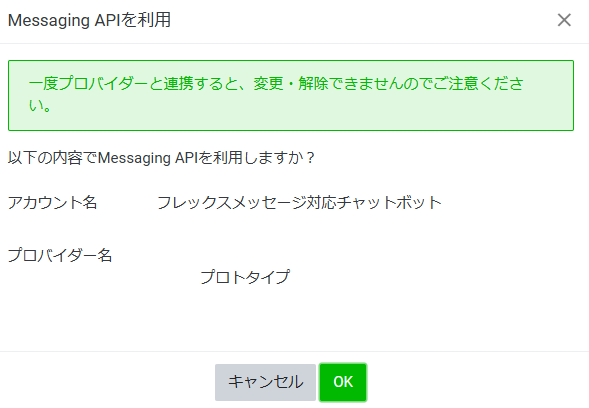 Messaging APIを利用
一度プロバイダーと連携すると、変更・解除できませんのでご注意くださ
い。
以下の内容でMessaging APIを利用しますか？
アカウント名 フレックスメッセージ対応チャットボット
プロバイダー名
プロトタイプ
キャンセル OK